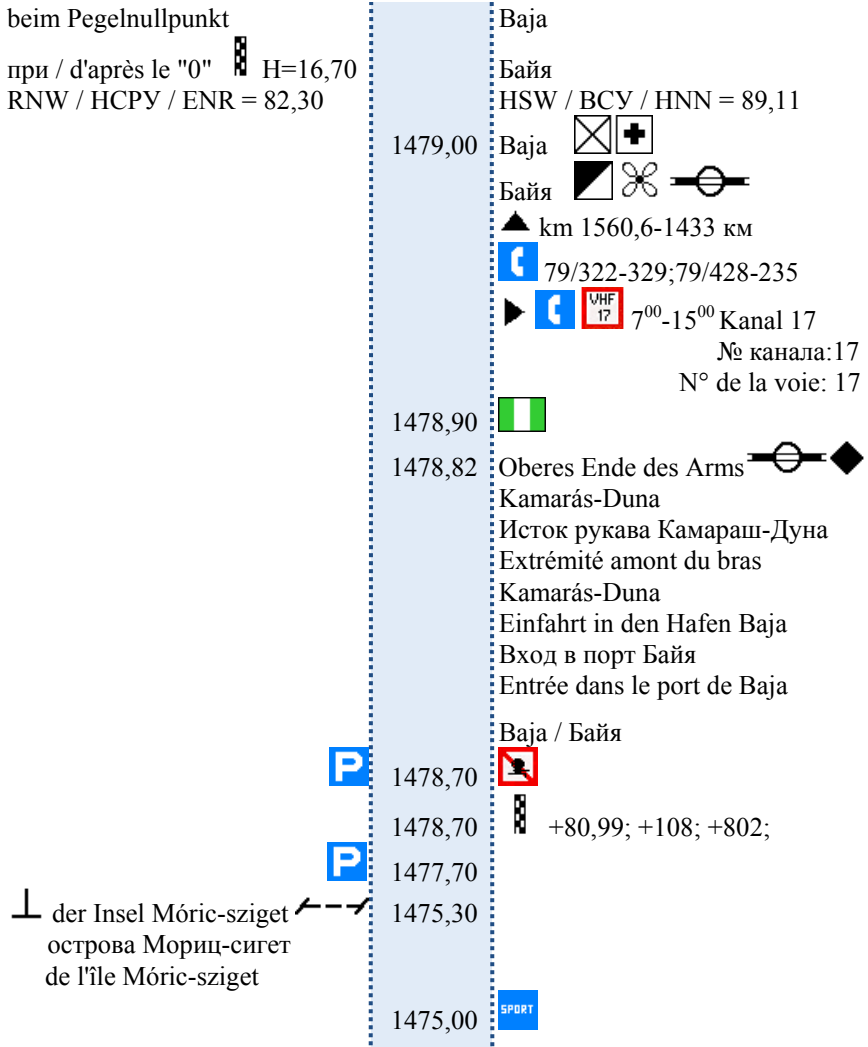 beim Pegelnullpunkt Baja
при / d'après le "0" H=16,70 Байя
RNW / НСРУ / ENR = 82,30 HSW / ВСУ / HNN = 89,11
1479,00 Baja
Байя
km 1560,6-1433 км
79/322-329;79/428-235
VHF 17 7⁰⁰-15⁰⁰ Kanal 17
№ канала:17
N° de la voie: 17
1478,90
1478,82 Oberes Ende des Arms
Kamarás-Duna
Исток рукава Камараш-Дуна
Extrémité amont du bras
Kamarás-Duna
Einfahrt in den Hafen Baja
Вход в порт Байя
Entrée dans le port de Baja
Baja / Байя
P 1478,70
1478,70 +80,99; +108; +802;
P 1477,70
der Insel Móric-sziget 1475,30
острова Мориц-сигет
de l'île Móric-sziget
1475,00 SPORT